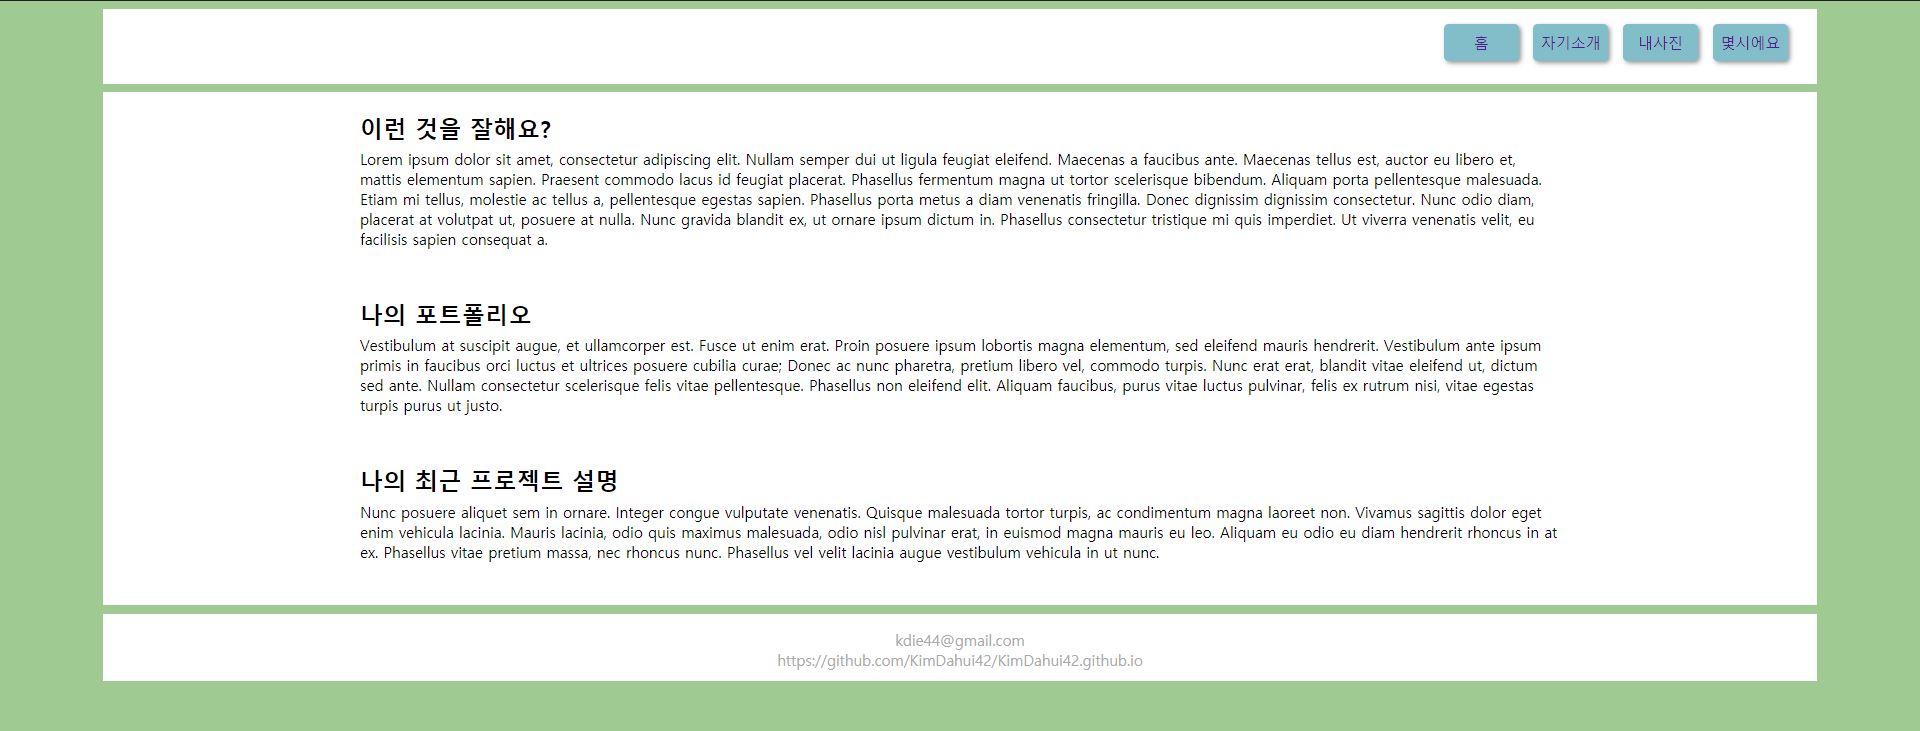 홈 자기소개 내사진 몇시에요
이런 것을 잘해요?
Lorem ipsum dolor sit amet, consectetur adipiscing elit. Nullam semper dui ut ligula feugiat eleifend. Maecenas a faucibus ante. Maecenas tellus est, auctor eu libero et,
mattis elementum sapien. Praesent commodo lacus id feugiat placerat. Phasellus fermentum magna ut tortor scelerisque bibendum. Aliquam porta pellentesque malesuada.
Etiam mi tellus, molestie ac tellus a, pellentesque egestas sapien. Phasellus porta metus a diam venenatis fringilla. Donec dignissim dignissim consectetur. Nunc odio diam,
placerat at volutpat ut, posuere at nulla. Nunc gravida blandit ex, ut ornare ipsum dictum in. Phasellus consectetur tristique mi quis imperdiet. Ut viverra venenatis velit, eu
facilisis sapien consequat a.
나의 포트폴리오
Vestibulum at suscipit augue, et ullamcorper est. Fusce ut enim erat. Proin posuere ipsum lobortis magna elementum, sed eleifend mauris hendrerit. Vestibulum ante ipsum
primis in faucibus orci luctus et ultrices posuere cubilia curae; Donec ac nunc pharetra, pretium libero vel, commodo turpis. Nunc erat erat, blandit vitae eleifend ut, dictum
sed ante. Nullam consectetur scelerisque felis vitae pellentesque. Phasellus non eleifend elit. Aliquam faucibus, purus vitae luctus pulvinar, felis ex rutrum nisi, vitae egestas
turpis purus ut justo.
나의 최근 프로젝트 설명
Nunc posuere aliquet sem in ornare. Integer congue vulputate venenatis. Quisque malesuada tortor turpis, ac condimentum magna laoreet non. Vivamus sagittis dolor eget
enim vehicula lacinia. Mauris lacinia, odio quis maximus malesuada, odio nisl pulvinar erat, in euismod magna mauris eu leo. Aliquam eu odio eu diam hendrerit rhoncus in at
ex. Phasellus vitae pretium massa, nec rhoncus nunc. Phasellus vel velit lacinia augue vestibulum vehicula in ut nunc.
kdie44@gmail.com
https://github.com/KimDahui42/KimDahui42.github.io